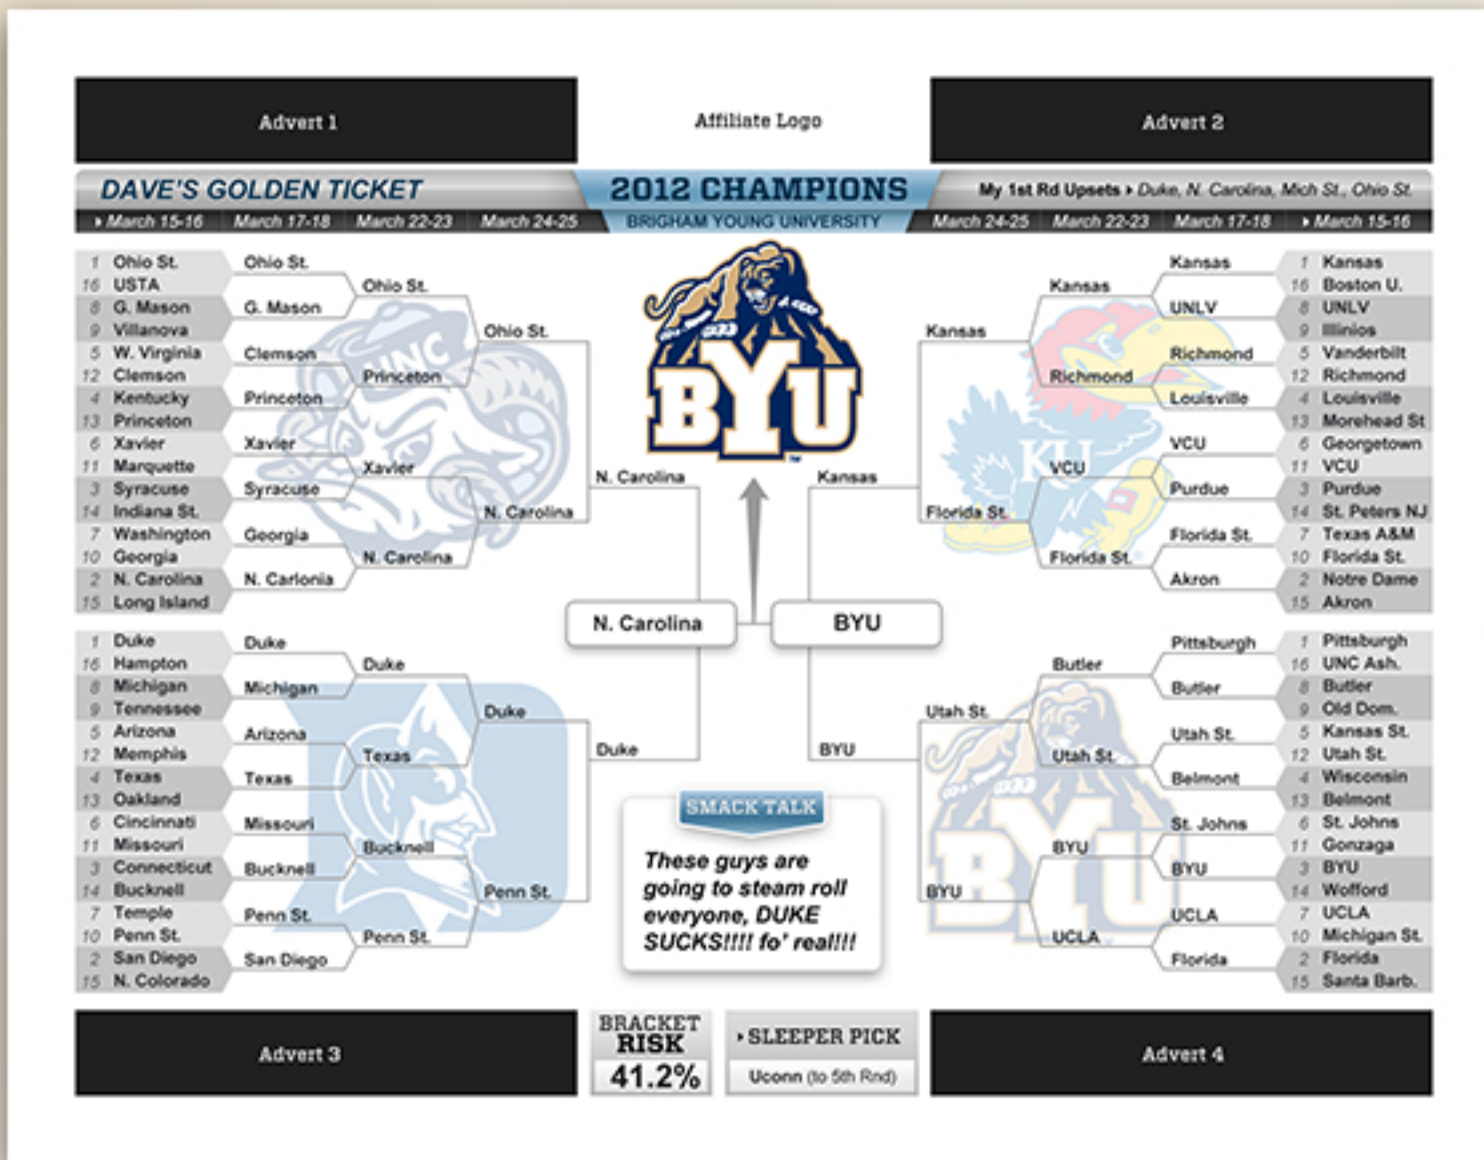 Advert 1
Affiliate Logo
Advert 2
DAVE'S GOLDEN TICKET
2012 CHAMPIONS
My 1st Rd Upsets ▸ Duke, N. Carolina, Mich St., Ohio St.
▸ March 15-16 March 17-18 March 22-23 March 24-25
BRIGHAM YOUNG UNIVERSITY
March 24-25 March 22-23 March 17-18 ▸ March 15-16
1 Ohio St.
16 USTA
8 G. Mason
9 Villanova
5 W. Virginia
12 Clemson
4 Kentucky
13 Princeton
6 Xavier
11 Marquette
3 Syracuse
14 Indiana St.
7 Washington
10 Georgia
2 N. Carolina
15 Long Island
Ohio St.
G. Mason
Clemson
Princeton
Xavier
Syracuse
Georgia
N. Carlonia
Ohio St.
Princeton
Xavier
N. Carolina
Ohio St.
N. Carolina
UNC
N. Carolina
1 Duke
16 Hampton
8 Michigan
9 Tennessee
5 Arizona
12 Memphis
4 Texas
13 Oakland
6 Cincinnati
11 Missouri
3 Connecticut
14 Bucknell
7 Temple
10 Penn St.
2 San Diego
15 N. Colorado
Duke
Michigan
Arizona
Texas
Missouri
Bucknell
Penn St.
San Diego
Duke
Texas
Bucknell
Penn St.
Duke
Penn St.
Duke
BYU
N. Carolina
BYU
SMACK TALK
These guys are
going to steam roll
everyone, DUKE
SUCKS!!!! fo' real!!!
Kansas
Kansas
Florida St.
Kansas
Richmond
VCU
Florida St.
KU
Kansas
UNLV
Richmond
Louisville
VCU
Purdue
Florida St.
Akron
1 Kansas
16 Boston U.
8 UNLV
9 Illinios
5 Vanderbilt
12 Richmond
4 Louisville
13 Morehead St
6 Georgetown
11 VCU
3 Purdue
14 St. Peters NJ
7 Texas A&M
10 Florida St.
2 Notre Dame
15 Akron
BYU
Utah St.
BYU
Butler
Utah St.
BYU
UCLA
BYU
Pittsburgh
Butler
Utah St.
Belmont
St. Johns
BYU
UCLA
Florida
1 Pittsburgh
16 UNC Ash.
8 Butler
9 Old Dom.
5 Kansas St.
12 Utah St.
4 Wisconsin
13 Belmont
6 St. Johns
11 Gonzaga
3 BYU
14 Wofford
7 UCLA
10 Michigan St.
2 Florida
15 Santa Barb.
Advert 3
BRACKET
RISK
41.2%
▸ SLEEPER PICK
Uconn (to 5th Rnd)
Advert 4